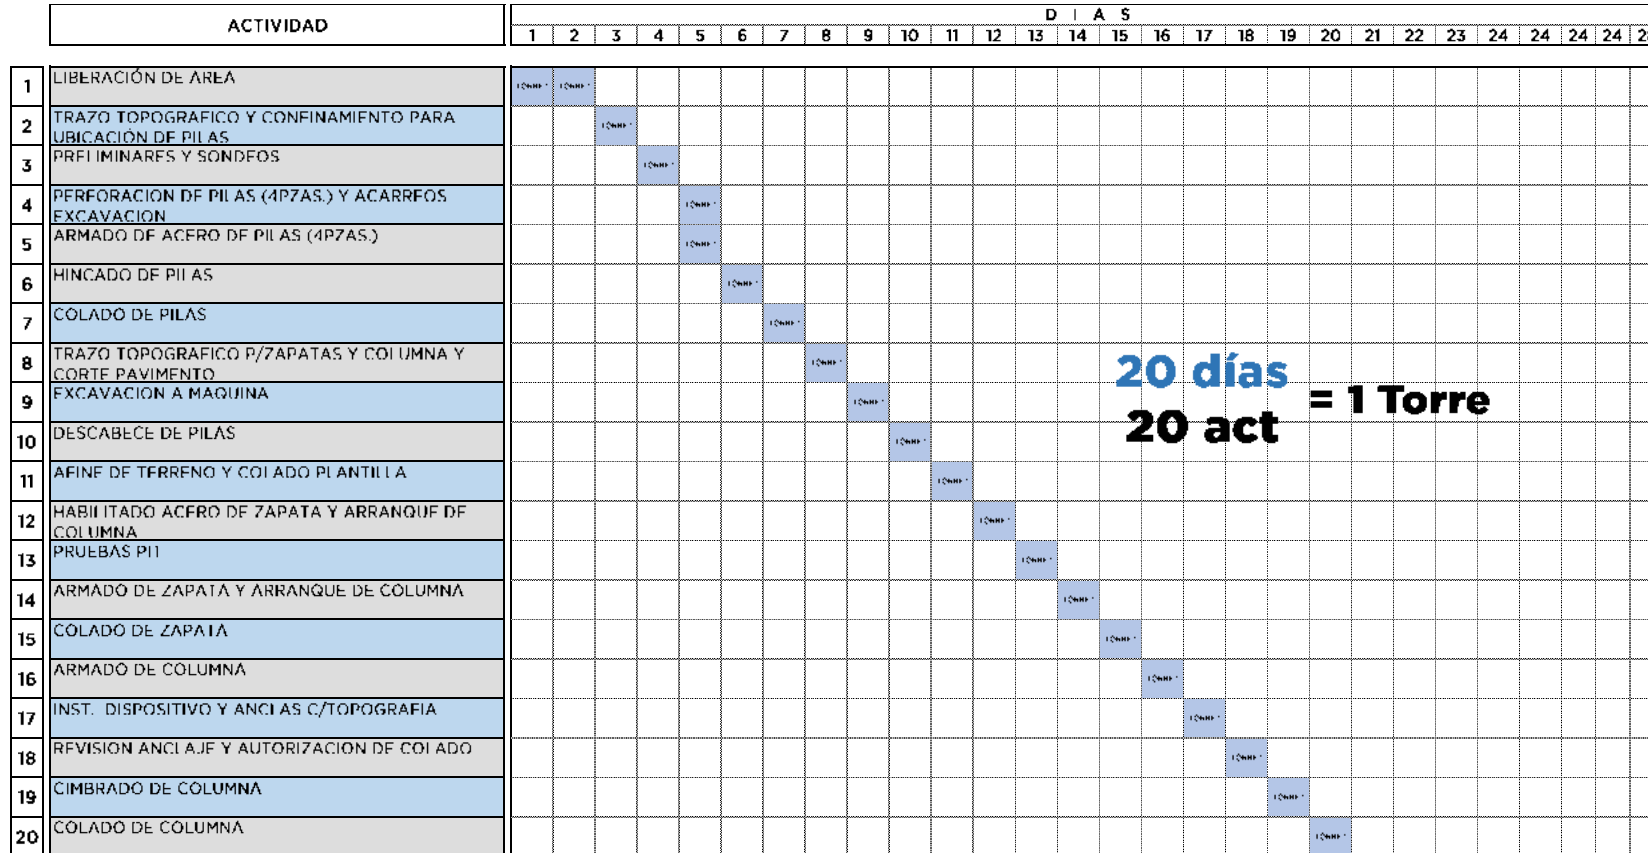 ACTIVIDAD
D I A S
1 2 3 4 5 6 7 8 9 10 11 12 13 14 15 16 17 18 19 20 21 22 23 24 24 24 24
1 LIBERACIÓN DE AREA
2 TRAZO TOPOGRAFICO Y CONFINAMIENTO PARA
UBICACIÓN DE PILAS
3 PRELIMINARES Y SONDEOS
4 PERFORACION DE PILAS (4PZAS.) Y ACARREOS
EXCAVACION
5 ARMADO DE ACERO DE PILAS (4PZAS.)
6 HINCADO DE PILAS
7 COLADO DE PILAS
8 TRAZO TOPOGRAFICO P/ZAPATAS Y COLUMNA Y
CORTE PAVIMENTO
9 EXCAVACION A MAQUINA
10 DESCABECE DE PILAS
11 AFINE DE TERRENO Y COLADO PLANTILLA
12 HABILITADO ACERO DE ZAPATA Y ARRANQUE DE
COLUMNA
13 PRUEBAS PIT
14 ARMADO DE ZAPATA Y ARRANQUE DE COLUMNA
15 COLADO DE ZAPATA
16 ARMADO DE COLUMNA
17 INST. DISPOSITIVO Y ANCLAS C/TOPOGRAFIA
18 REVISION ANCLAJE Y AUTORIZACION DE COLADO
19 CIMBRADO DE COLUMNA
20 COLADO DE COLUMNA
20 días
20 act
= 1 Torre